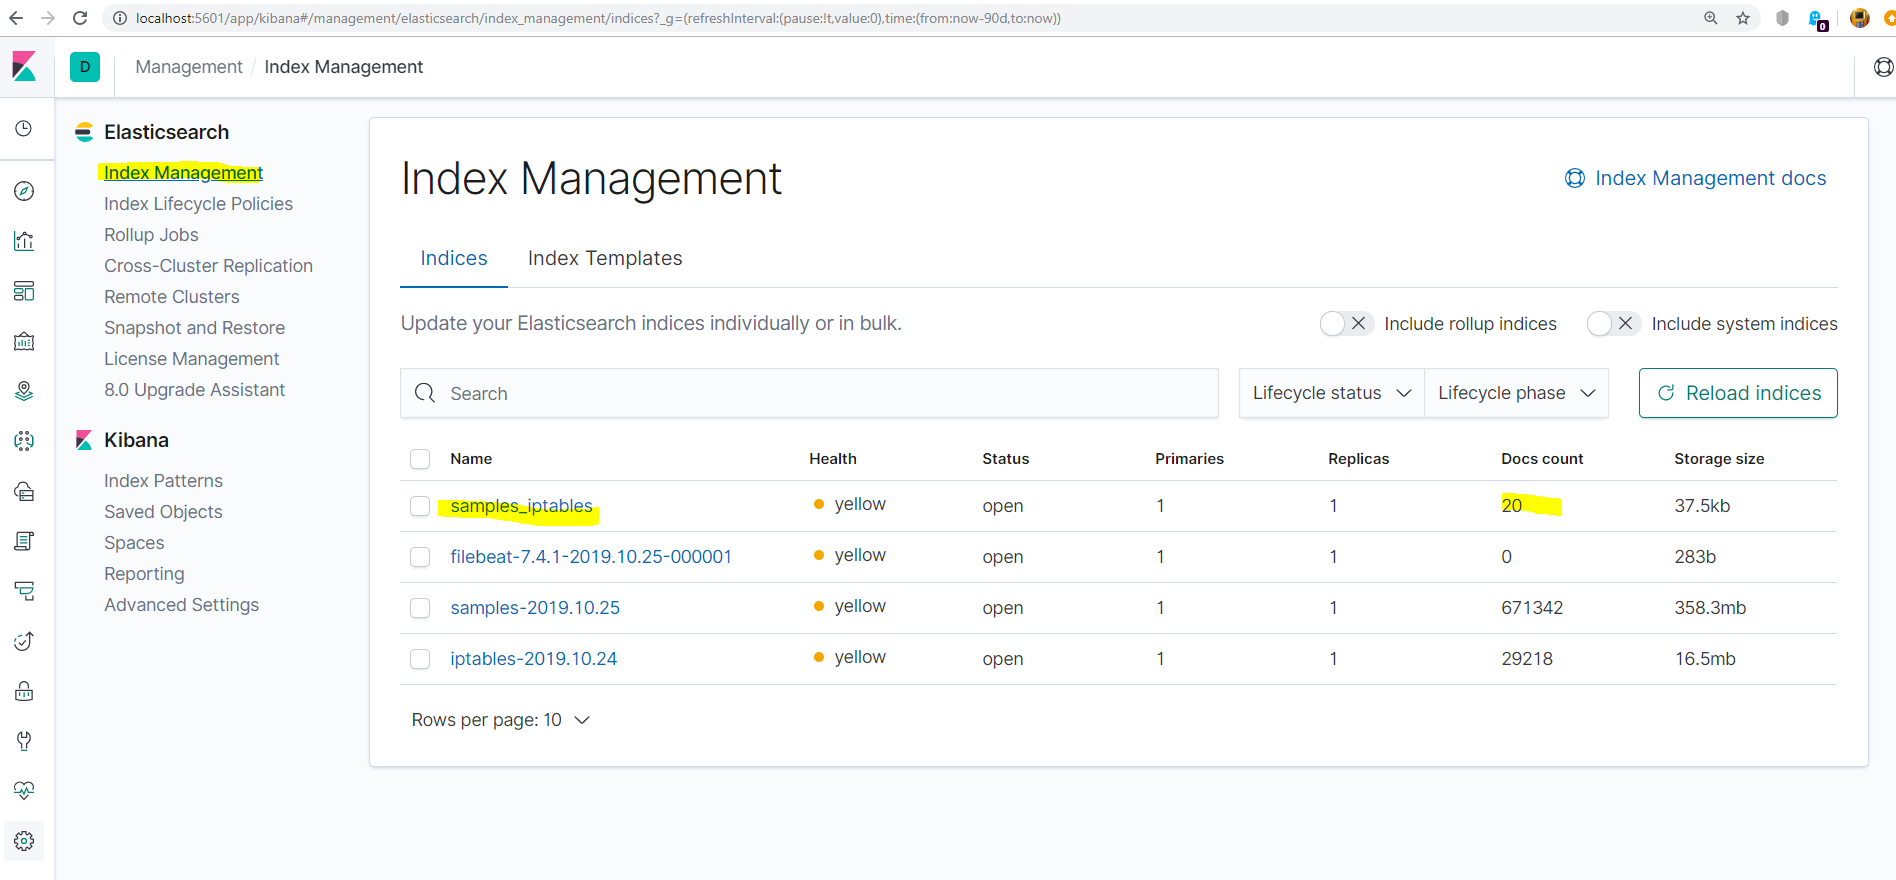 localhost:5601/app/kibana#/management/elasticsearch/index_management/indices?_g=(refreshInterval:(pause:!t,value:0),time:(from:now-90d,to:now))
0
D
Management / Index Management
Elasticsearch
Index Management
Index Lifecycle Policies
Rollup Jobs
Cross-Cluster Replication
Remote Clusters
Snapshot and Restore
License Management
8.0 Upgrade Assistant
Kibana
Index Patterns
Saved Objects
Spaces
Reporting
Advanced Settings
Index Management
Index Management docs
Indices Index Templates
Update your Elasticsearch indices individually or in bulk.
Include rollup indices Include system indices
Search Lifecycle status Lifecycle phase Reload indices
Name Health Status Primaries Replicas Docs count Storage size
samples_iptables yellow open 1 1 20 37.5kb
filebeat-7.4.1-2019.10.25-000001 yellow open 1 1 0 283b
samples-2019.10.25 yellow open 1 1 671342 358.3mb
iptables-2019.10.24 yellow open 1 1 29218 16.5mb
Rows per page: 10